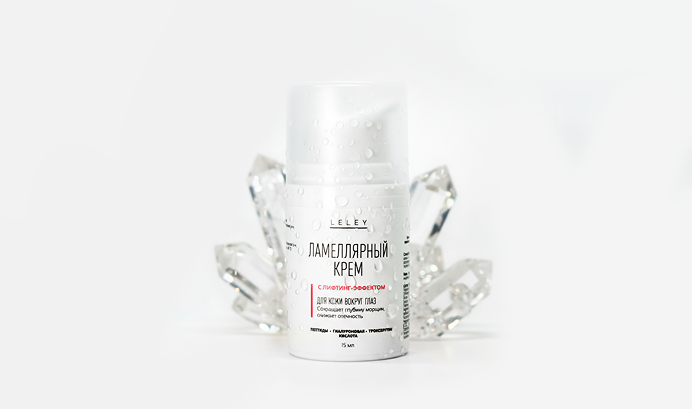 LELEY
ЛАМЕЛЛЯРНЫЙ
КРЕМ
С ЛИФТИНГ-ЭФФЕКТОМ
ДЛЯ КОЖИ ВОКРУГ ГЛАЗ
Сокращает глубину морщин,
снижает отечность
ПЕПТИДЫ • ГИАЛУРОНОВАЯ • ТРОКСЕРУТИН
КИСЛОТА
15 мл